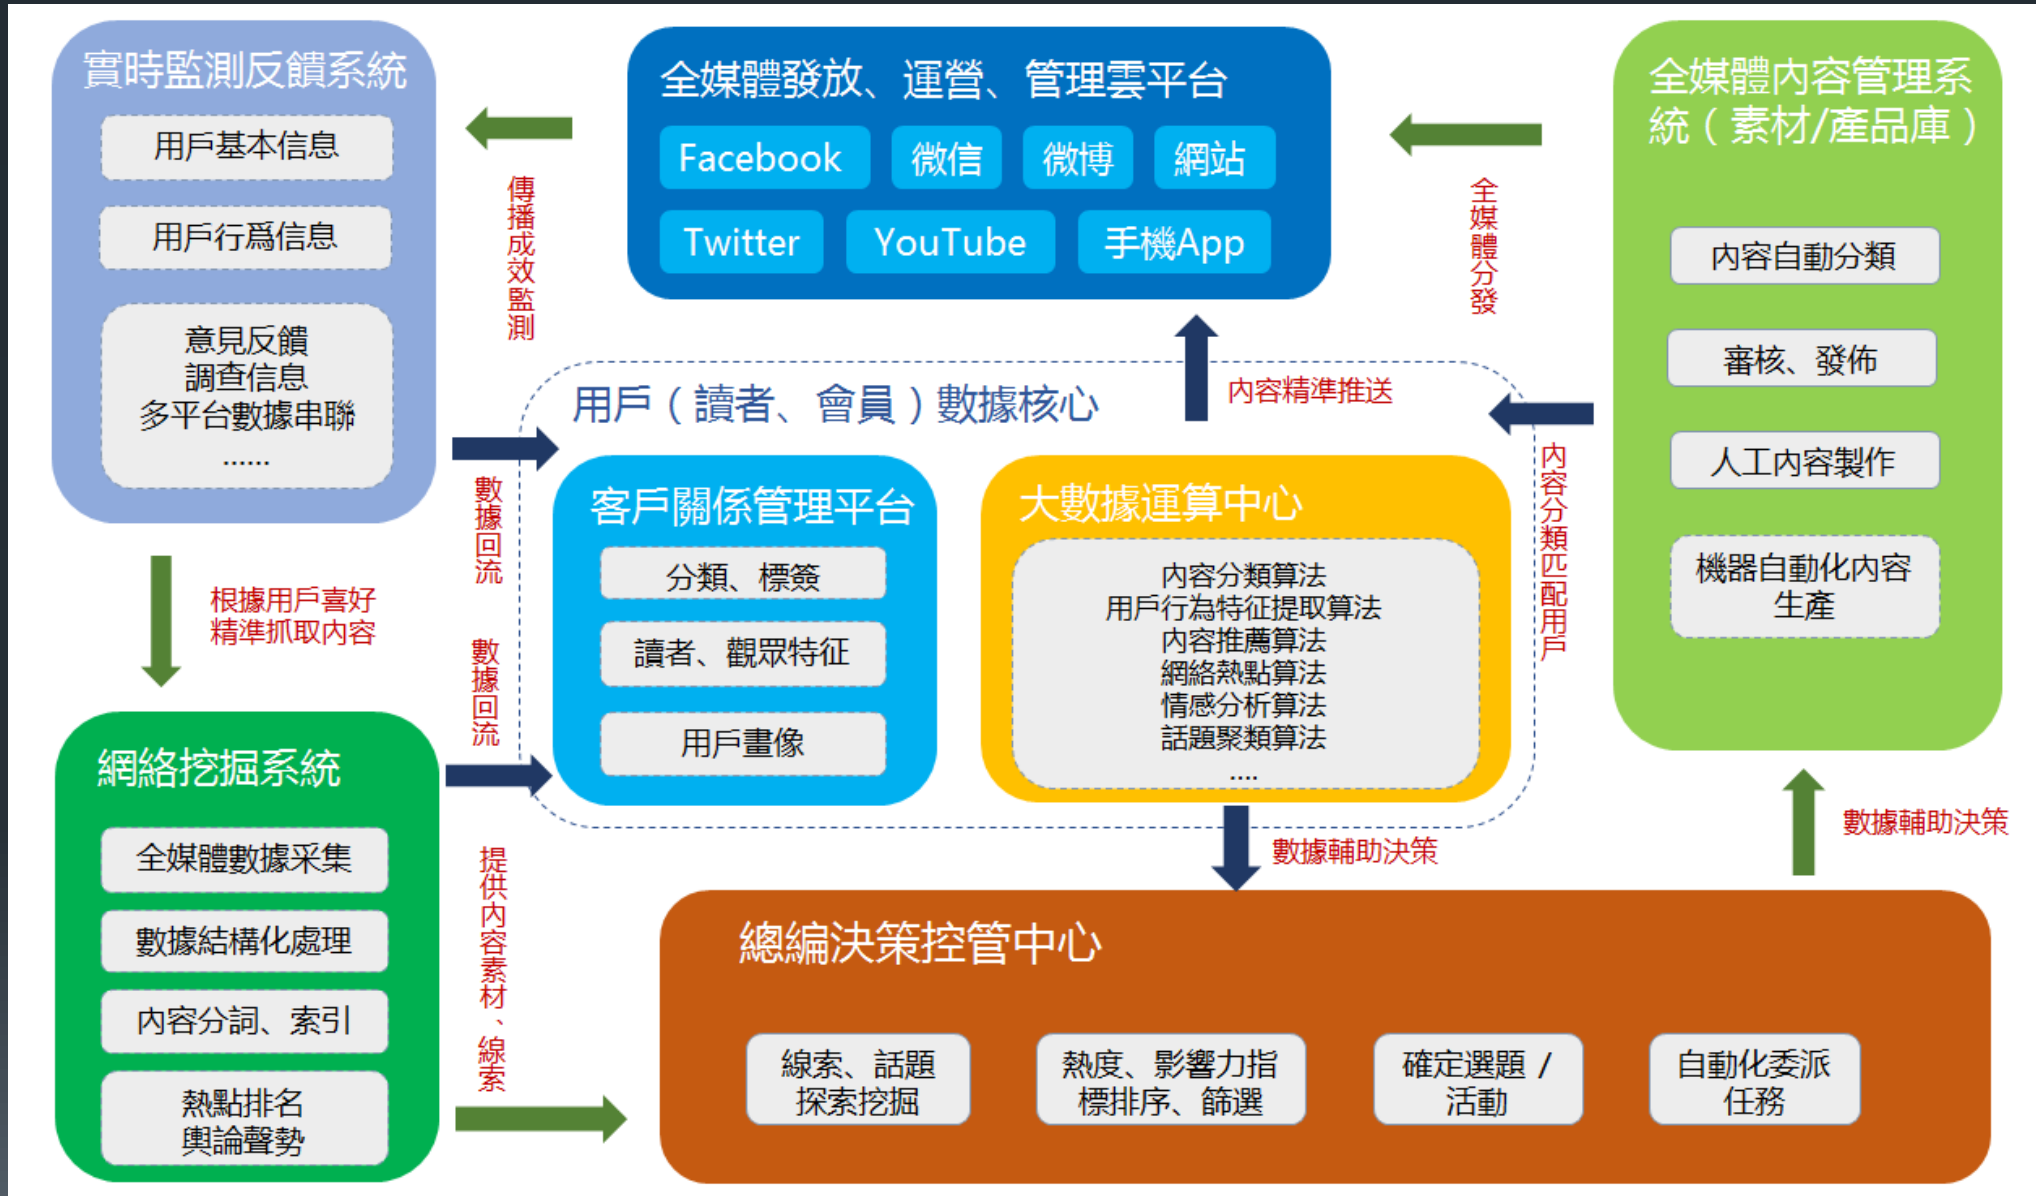 實時監測反饋系統
用戶基本信息
用戶行爲信息
意見反饋
調查信息
多平台數據串聯
......
傳播成效監測
全媒體發放、運營、管理雲平台
Facebook
微信
微博
網站
Twitter
YouTube
手機App
全媒體分發
全媒體內容管理系
統（素材/產品庫）
內容自動分類
審核、發佈
人工內容製作
機器自動化內容
生產
用戶（讀者、會員）數據核心
內容精準推送
內容分類匹配用戶
數據回流
客戶關係管理平台
分類、標簽
讀者、觀眾特征
用戶畫像
大數據運算中心
內容分類算法
用戶行為特征提取算法
內容推薦算法
網絡熱點算法
情感分析算法
話題聚類算法
....
根據用戶喜好
精準抓取內容
數據回流
網絡挖掘系統
全媒體數據采集
數據結構化處理
內容分詞、索引
熱點排名
輿論聲勢
提供內容素材、線索
數據輔助決策
數據輔助決策
總編決策控管中心
線索、話題
探索挖掘
熱度、影響力指
標排序、篩選
確定選題 /
活動
自動化委派
任務